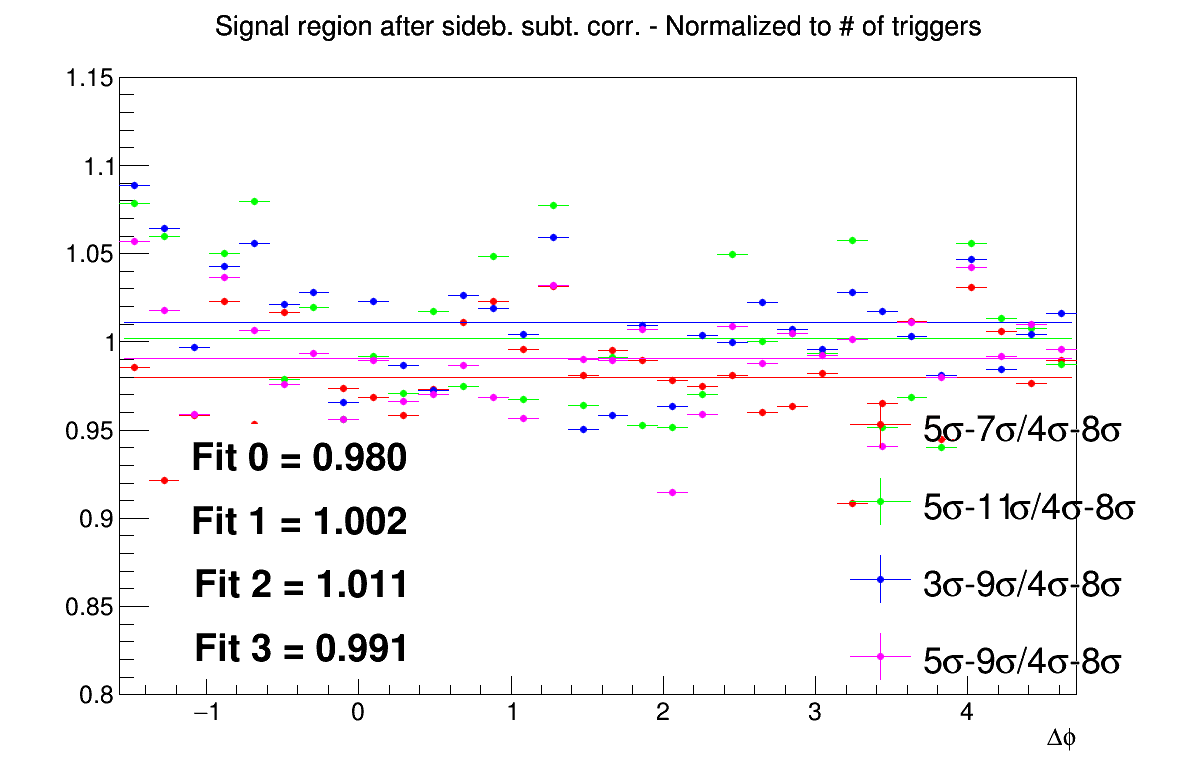 Signal region after sideb. subt. corr. - Normalized to # of triggers
1.15
1.1
1.05
1
0.95
0.9
0.85
0.8
Fit 0 = 0.980
Fit 1 = 1.002
Fit 2 = 1.011
Fit 3 = 0.991
5σ-7σ/4σ-8σ
5σ-11σ/4σ-8σ
3σ-9σ/4σ-8σ
5σ-9σ/4σ-8σ
−1 0 1 2 3 4
Δϕ